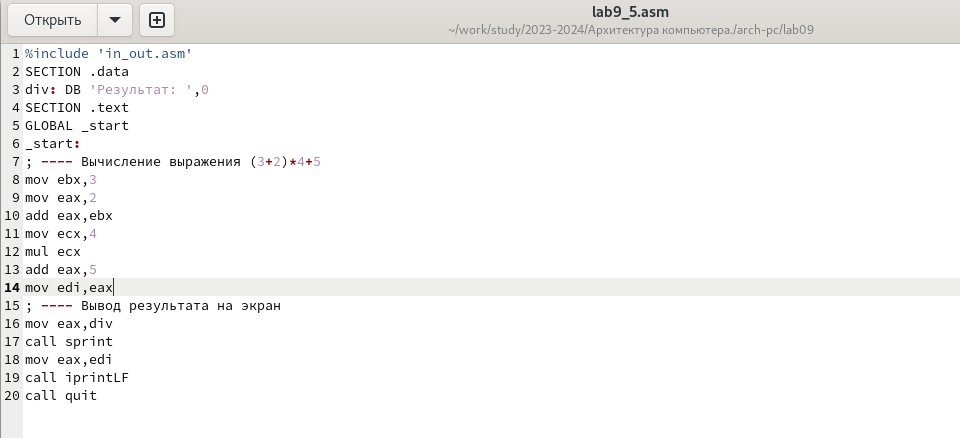 Открыть
lab9_5.asm
~/work/study/2023-2024/Архитектура компьютера./arch-pc/lab09
1 %include 'in_out.asm'
2 SECTION .data
3 div: DB 'Результат: ',0
4 SECTION .text
5 GLOBAL _start
6 _start:
7 ; ---- Вычисление выражения (3+2)*4+5
8 mov ebx,3
9 mov eax,2
10 add eax,ebx
11 mov ecx,4
12 mul ecx
13 add eax,5
14 mov edi,eax
15 ; ---- Вывод результата на экран
16 mov eax,div
17 call sprint
18 mov eax,edi
19 call iprintLF
20 call quit